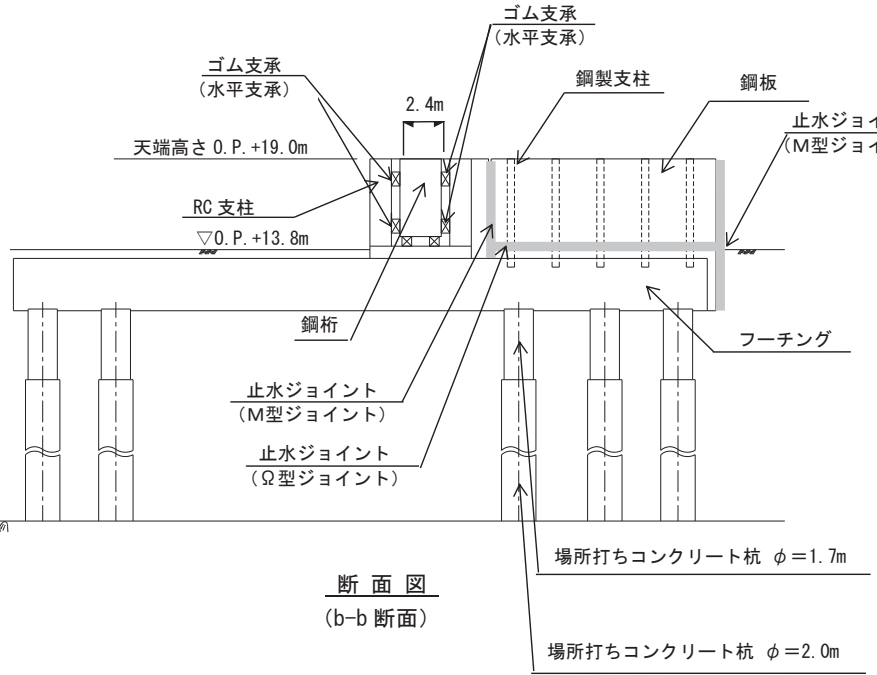 ゴム支承
(水平支承)
ゴム支承
(水平支承)
鋼製支柱
鋼板
2.4m
止水ジョイ
(M型ジョイ
天端高さ O.P.+19.0m
RC 支柱
▽O.P.+13.8m
鋼桁
フーチング
止水ジョイント
(M型ジョイント)
止水ジョイント
(Ω型ジョイント)
場所打ちコンクリート杭 φ=1.7m
断面図
(b-b 断面)
場所打ちコンクリート杭 φ=2.0m